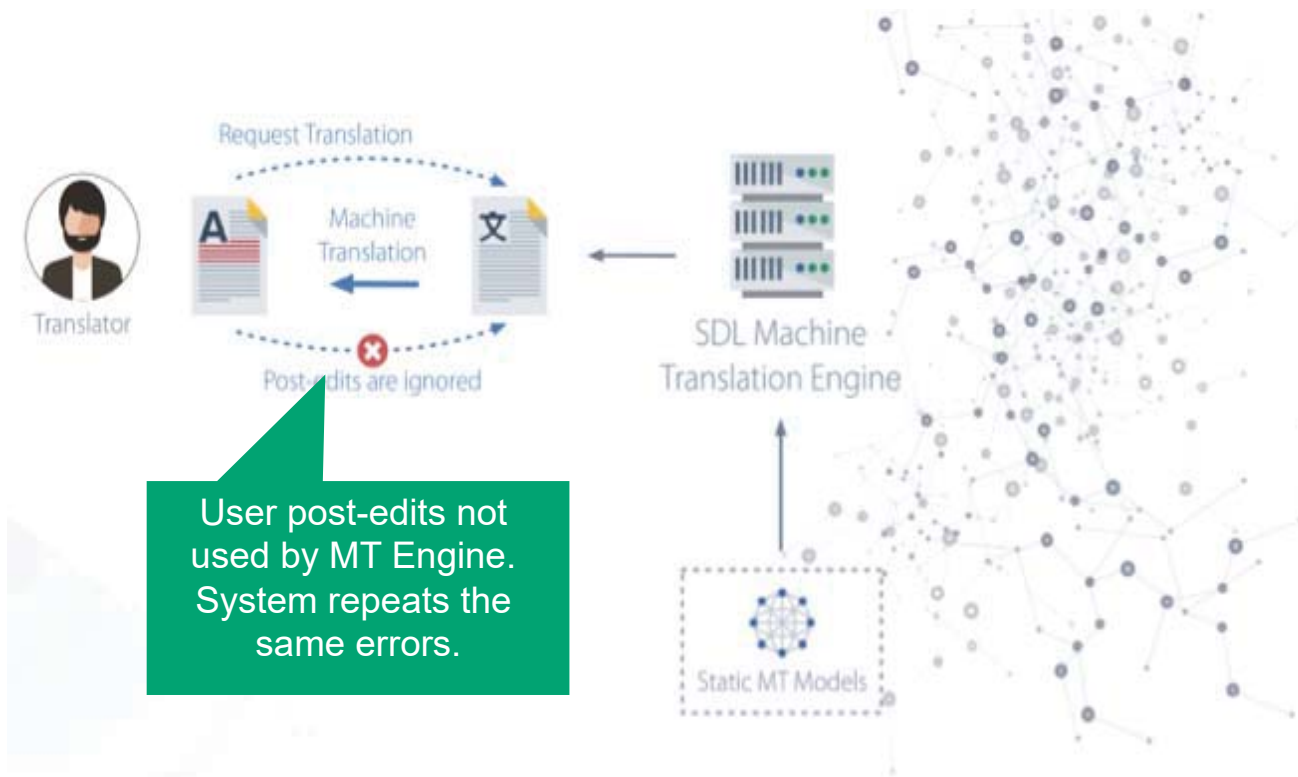 Request Translation
A
Machine
Translation
文
Translator
Post-edits are ignored
SDL Machine
Translation Engine
User post-edits not
used by MT Engine.
System repeats the
same errors.
Static MT Models